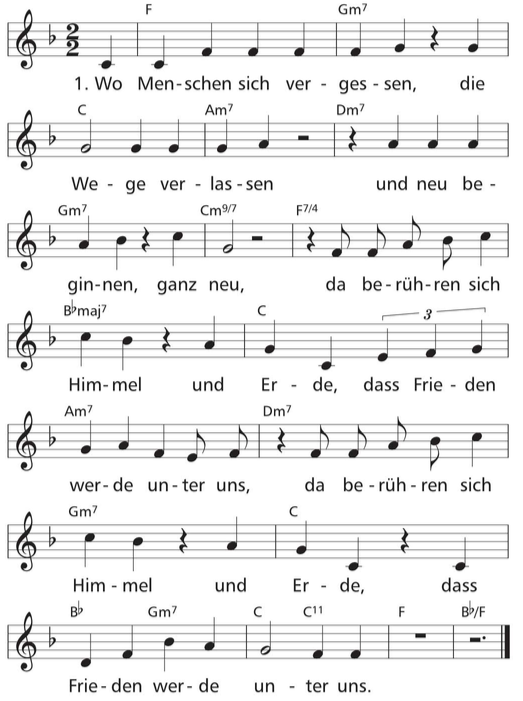 F Gm7
2
2
1. Wo Men-schen sich ver - ges - sen, die
C Am7 Dm7
We - ge ver - las - sen und neu be -
Gm7 Cm9/7 F7/4
gin-nen, ganz neu, da be-rüh-ren sich
B♭maj7 C 3
Him-mel und Er - de, dass Frie - den
Am7 Dm7
wer-de un-ter uns, da be-rüh-ren sich
Gm7 C
Him - mel und Er - de, dass
B♭ Gm7 C C11 F B♭/F
Frie-den wer-de un - ter uns.